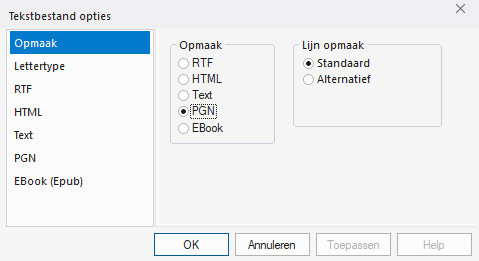 Tekstbestand opties
Opmaak
Lettertype
RTF
HTML
Text
PGN
EBook (Epub)
Opmaak
RTF
HTML
Text
PGN
EBook
Lijn opmaak
Standaard
Alternatief
OK
Annuleren
Toepassen
Help